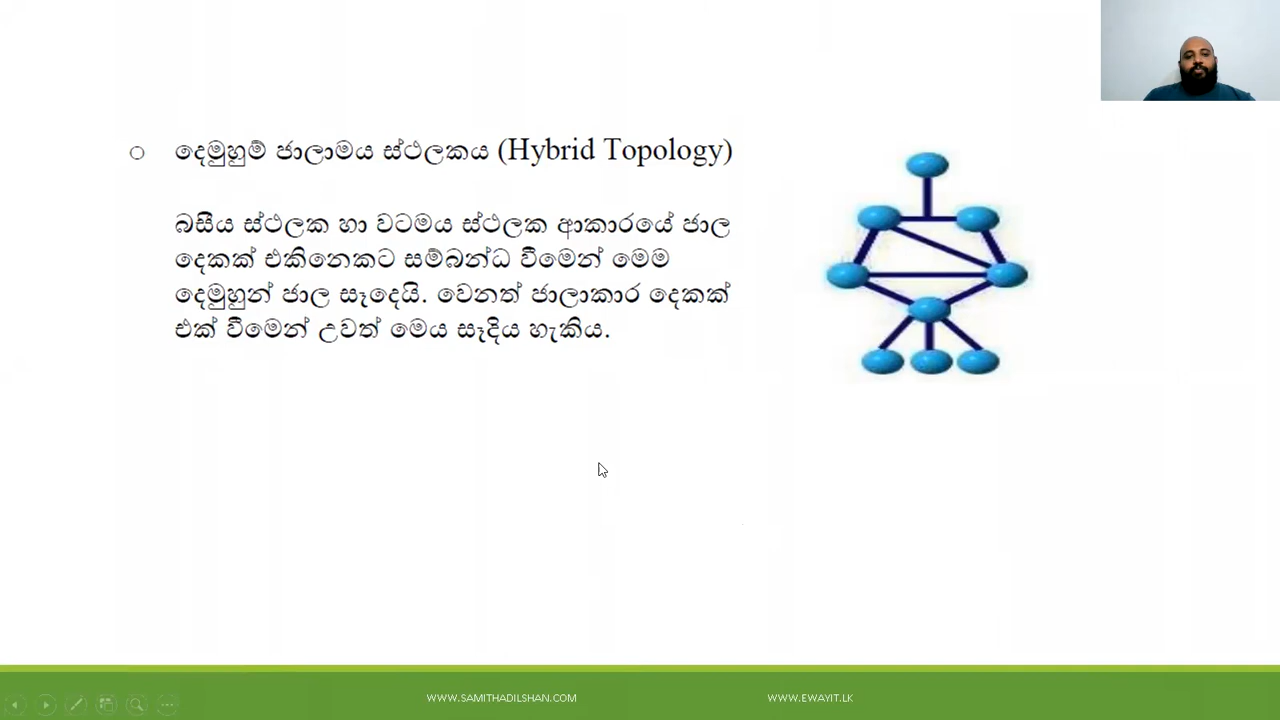 ○ දෙමුහුම් ජාලාමය ස්ථලකය (Hybrid Topology)
බසීය ස්ථලක හා වටමය ස්ථලක ආකාරයේ ජාල
දෙකක් එකිනෙකට සම්බන්ධ වීමෙන් මෙම
දෙමුහුන් ජාල සෑදෙයි. වෙනත් ජාලාකාර දෙකක්
එක් වීමෙන් උවත් මෙය සෑදිය හැකිය.
WWW.SAMITHADILSHAN.COM WWW.EWAYIT.LK